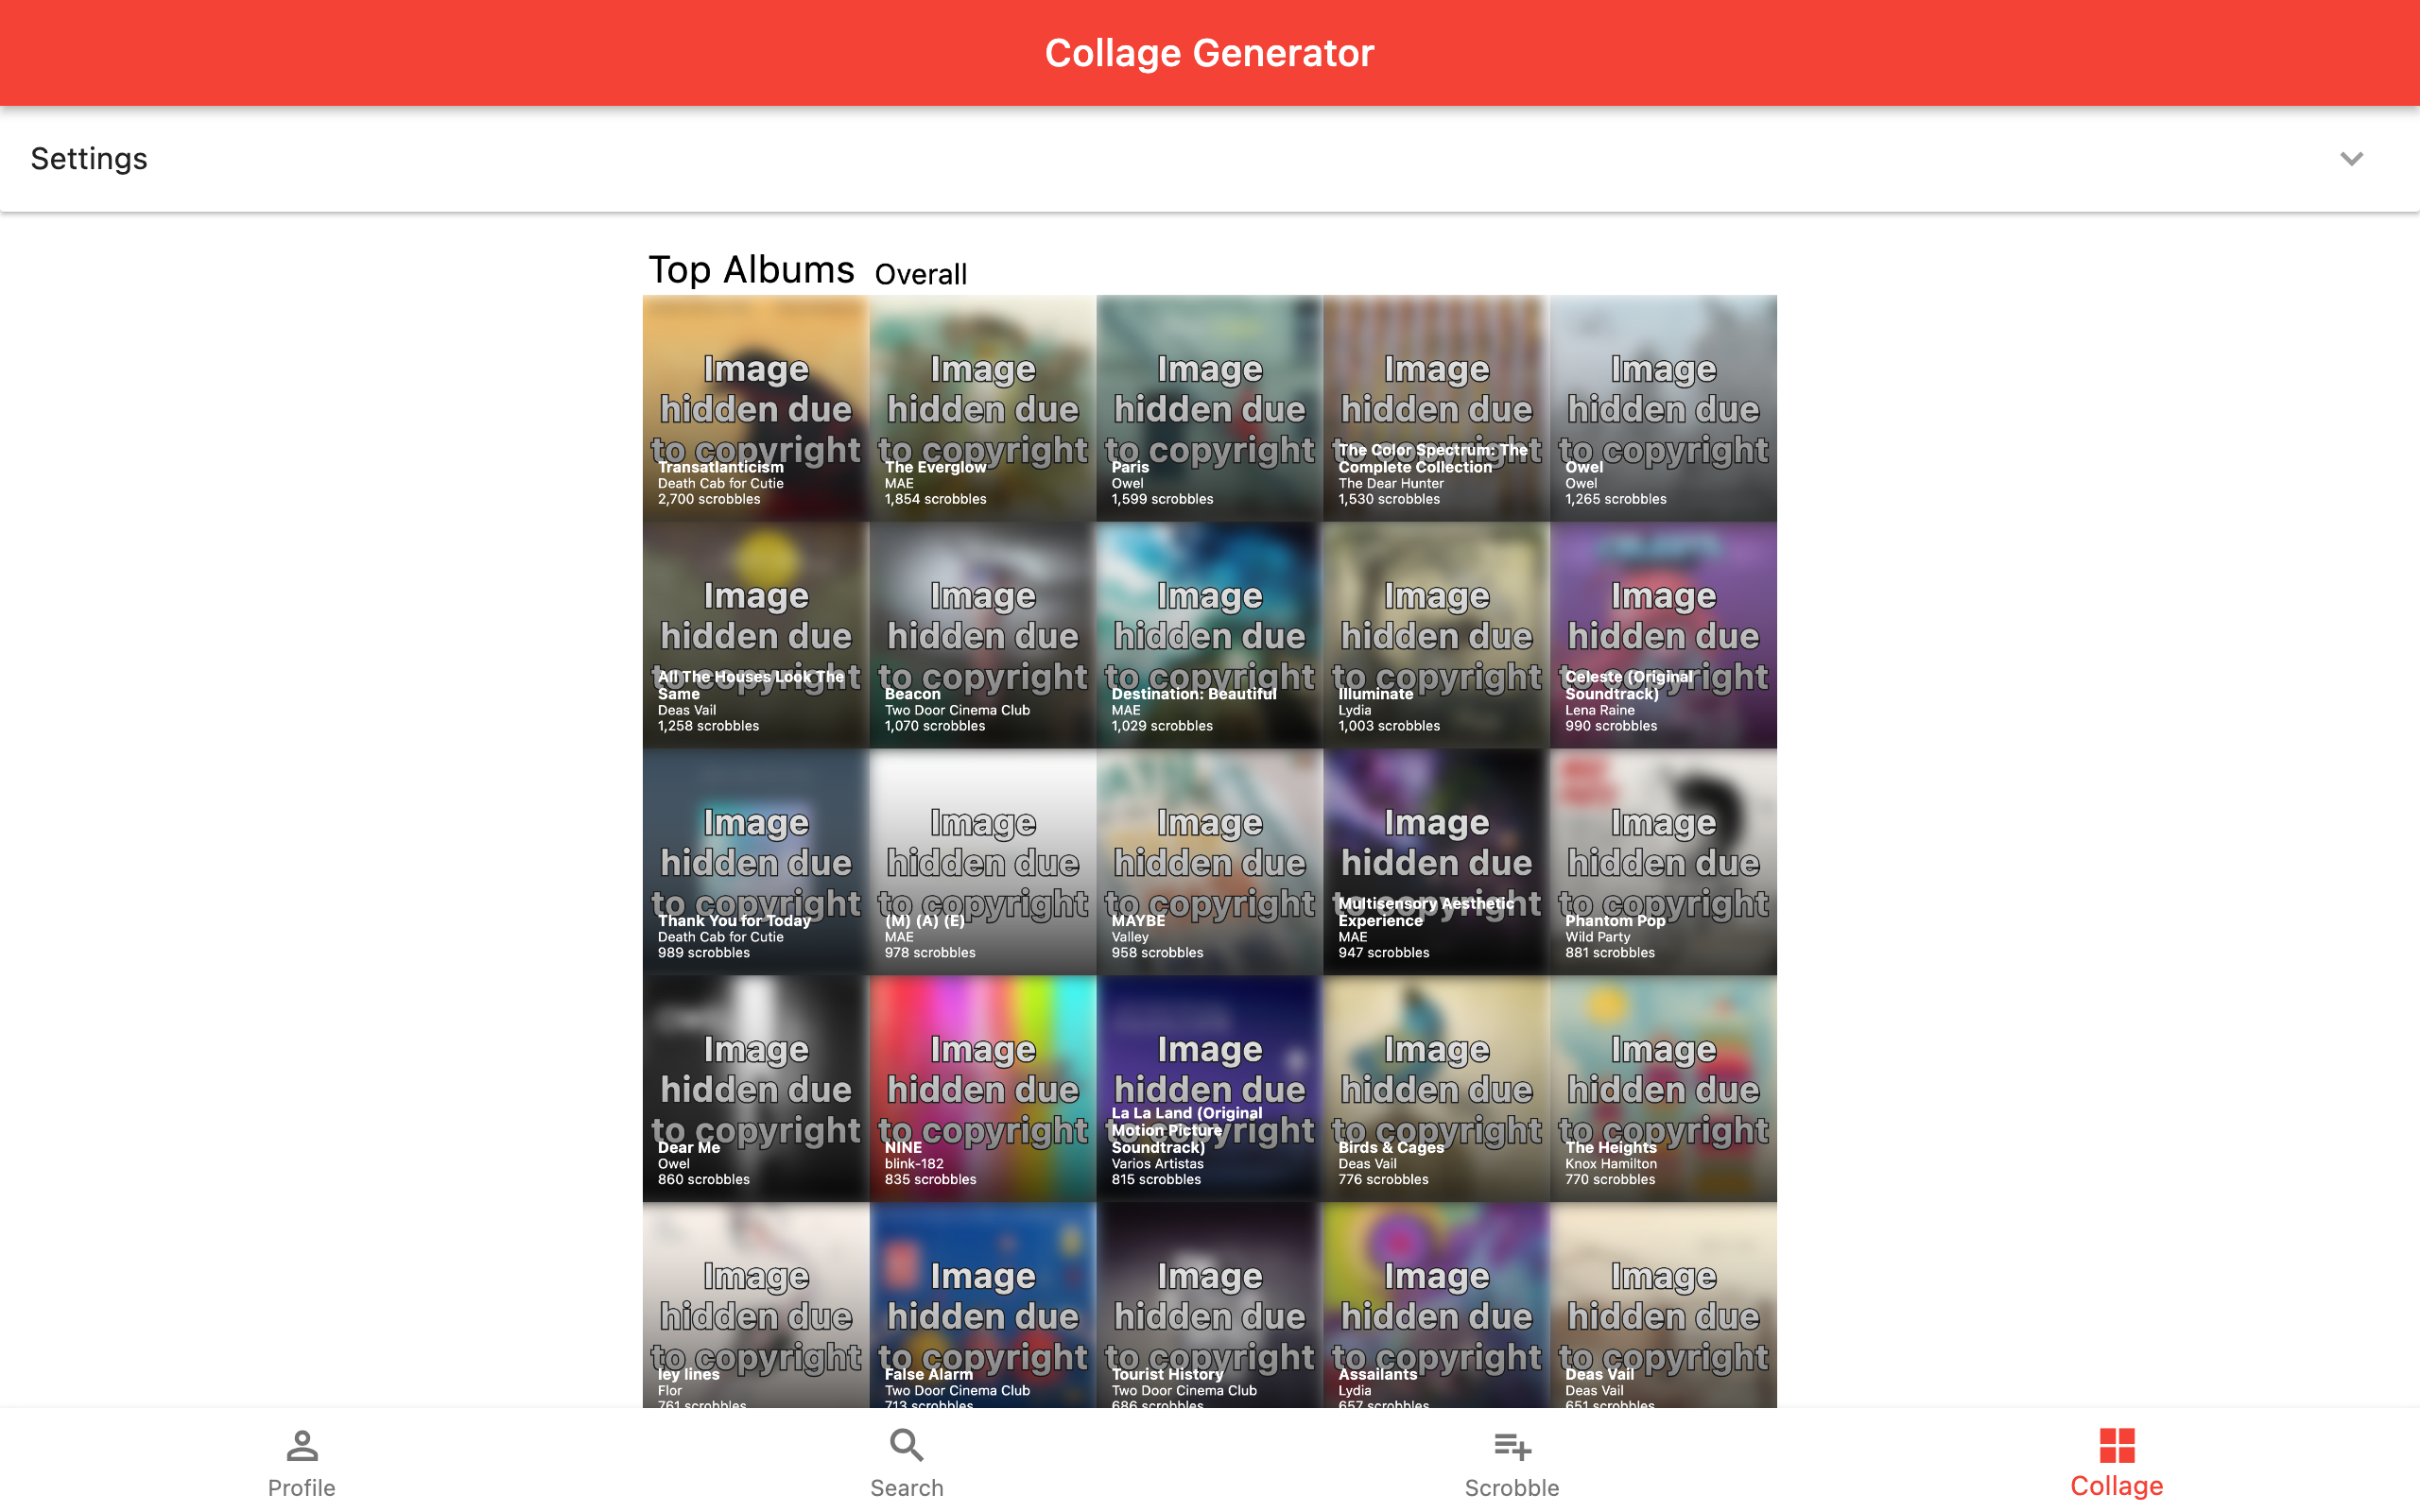 Collage Generator
Settings
Top Albums Overall
Image
hidden due
to copyright
Transatlanticism
Death Cab for Cutie
2,700 scrobbles
Image
hidden due
to copyright
The Everglow
MAE
1,854 scrobbles
Image
hidden due
to copyright
Paris
Owel
1,599 scrobbles
Image
hidden due
to copyright
The Color Spectrum: The
Complete Collection
The Dear Hunter
1,530 scrobbles
Image
hidden due
to copyright
Owel
Owel
1,265 scrobbles
Image
hidden due
to copyright
All The Houses Look The
Same
Deas Vail
1,258 scrobbles
Image
hidden due
to copyright
Beacon
Two Door Cinema Club
1,070 scrobbles
Image
hidden due
to copyright
Destination: Beautiful
MAE
1,029 scrobbles
Image
hidden due
to copyright
Illuminate
Lydia
1,003 scrobbles
Image
hidden due
to copyright
Celeste (Original
Soundtrack)
Lena Raine
990 scrobbles
Image
hidden due
to copyright
Thank You for Today
Death Cab for Cutie
989 scrobbles
Image
hidden due
to copyright
(M) (A) (E)
MAE
978 scrobbles
Image
hidden due
to copyright
MAYBE
Valley
958 scrobbles
Image
hidden due
to copyright
Multisensory Aesthetic
Experience
MAE
947 scrobbles
Image
hidden due
to copyright
Phantom Pop
Wild Party
881 scrobbles
Image
hidden due
to copyright
Dear Me
Owel
860 scrobbles
Image
hidden due
to copyright
NINE
blink-182
835 scrobbles
Image
hidden due
to copyright
La La Land (Original
Motion Picture
Soundtrack)
Varios Artistas
815 scrobbles
Image
hidden due
to copyright
Birds & Cages
Deas Vail
776 scrobbles
Image
hidden due
to copyright
The Heights
Knox Hamilton
770 scrobbles
Image
hidden due
to copyright
ley lines
Flor
761 scrobbles
Image
hidden due
to copyright
False Alarm
Two Door Cinema Club
713 scrobbles
Image
hidden due
to copyright
Tourist History
Two Door Cinema Club
686 scrobbles
Image
hidden due
to copyright
Assailants
Lydia
657 scrobbles
Image
hidden due
to copyright
Deas Vail
Deas Vail
651 scrobbles
Profile
Search
Scrobble
Collage